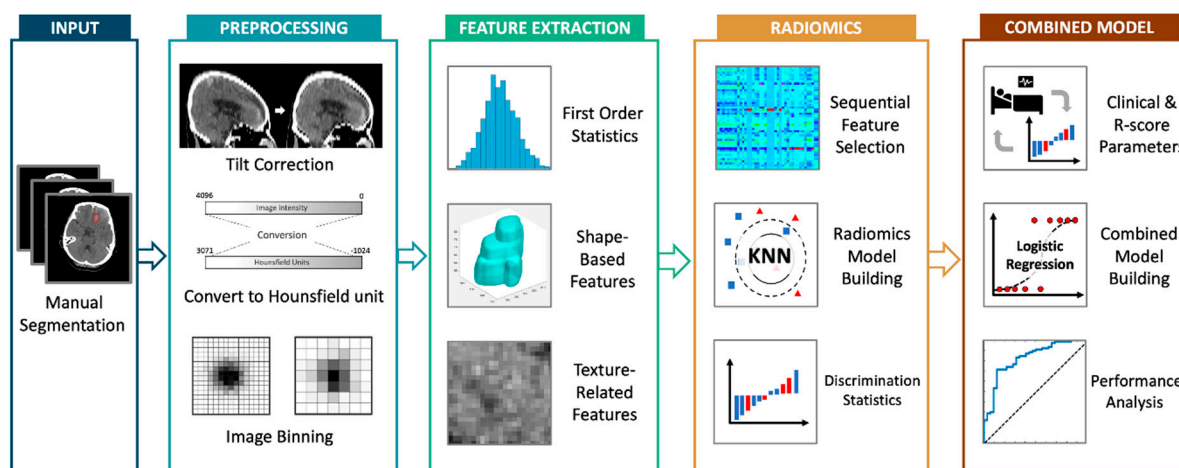 INPUT
Manual
Segmentation
PREPROCESSING
Tilt Correction
4096
0
Image intensity
Conversion
3071
-1024
Hounsfield Units
Convert to Hounsfield unit
Image Binning
FEATURE EXTRACTION
First Order
Statistics
Shape-
Based
Features
Texture-
Related
Features
RADIOMICS
Sequential
Feature
Selection
KNN
Radiomics
Model
Building
Discrimination
Statistics
COMBINED MODEL
Clinical &
R-score
Parameters
Logistic
Regression
Combined
Model
Building
Performance
Analysis